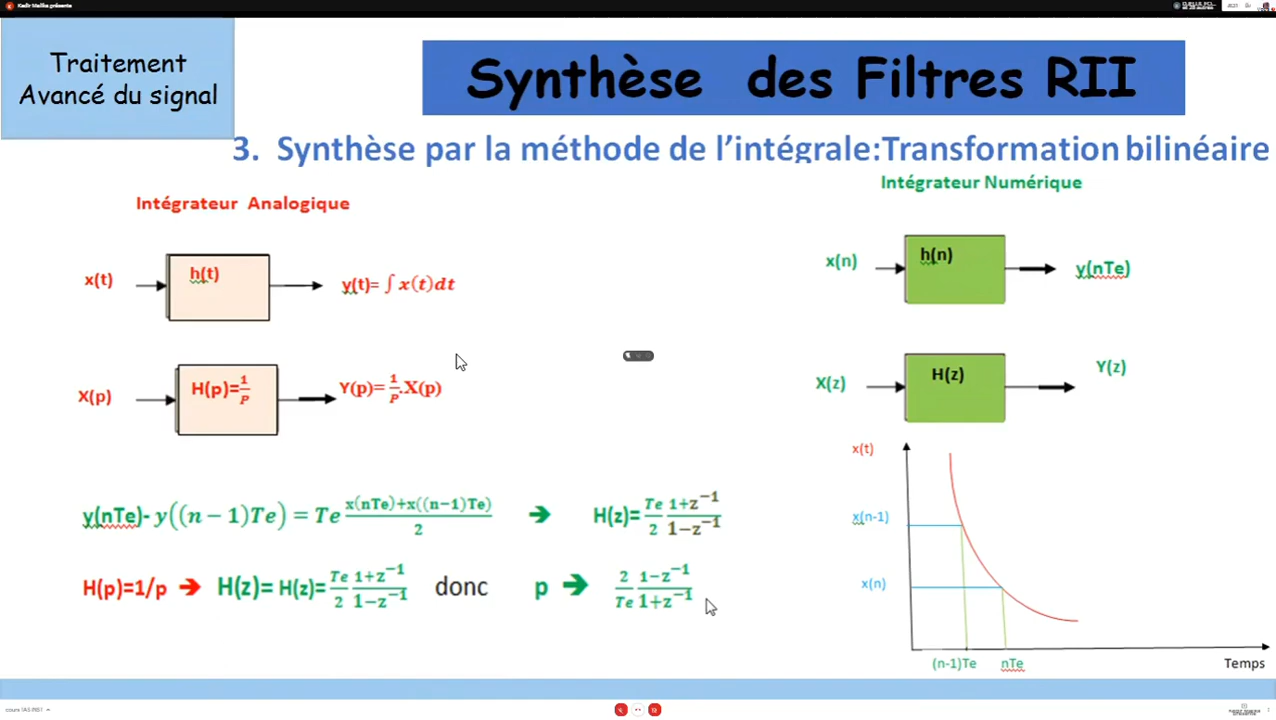 Kadir Malika présente
Traitement
Avancé du signal
Synthèse des Filtres RII
3. Synthèse par la méthode de l'intégrale:Transformation bilinéaire
Intégrateur Analogique
Intégrateur Numérique
x(t)
h(t)
y(t)= ∫ x(t)dt
x(n)
h(n)
y(nTe)
X(p)
H(p)=1/P
Y(p)=1/P.X(p)
X(z)
H(z)
Y(z)
y(nTe)- y((n − 1)Te) = Te (x(nTe)+x((n−1)Te))/2 ➔ H(z)= Te/2 (1+z⁻¹)/(1−z⁻¹)
H(p)=1/p ➔ H(z)= H(z)= Te/2 (1+z⁻¹)/(1−z⁻¹) donc p ➔ 2/Te (1−z⁻¹)/(1+z⁻¹)
x(t)
x(n-1)
x(n)
(n-1)Te
nTe
Temps